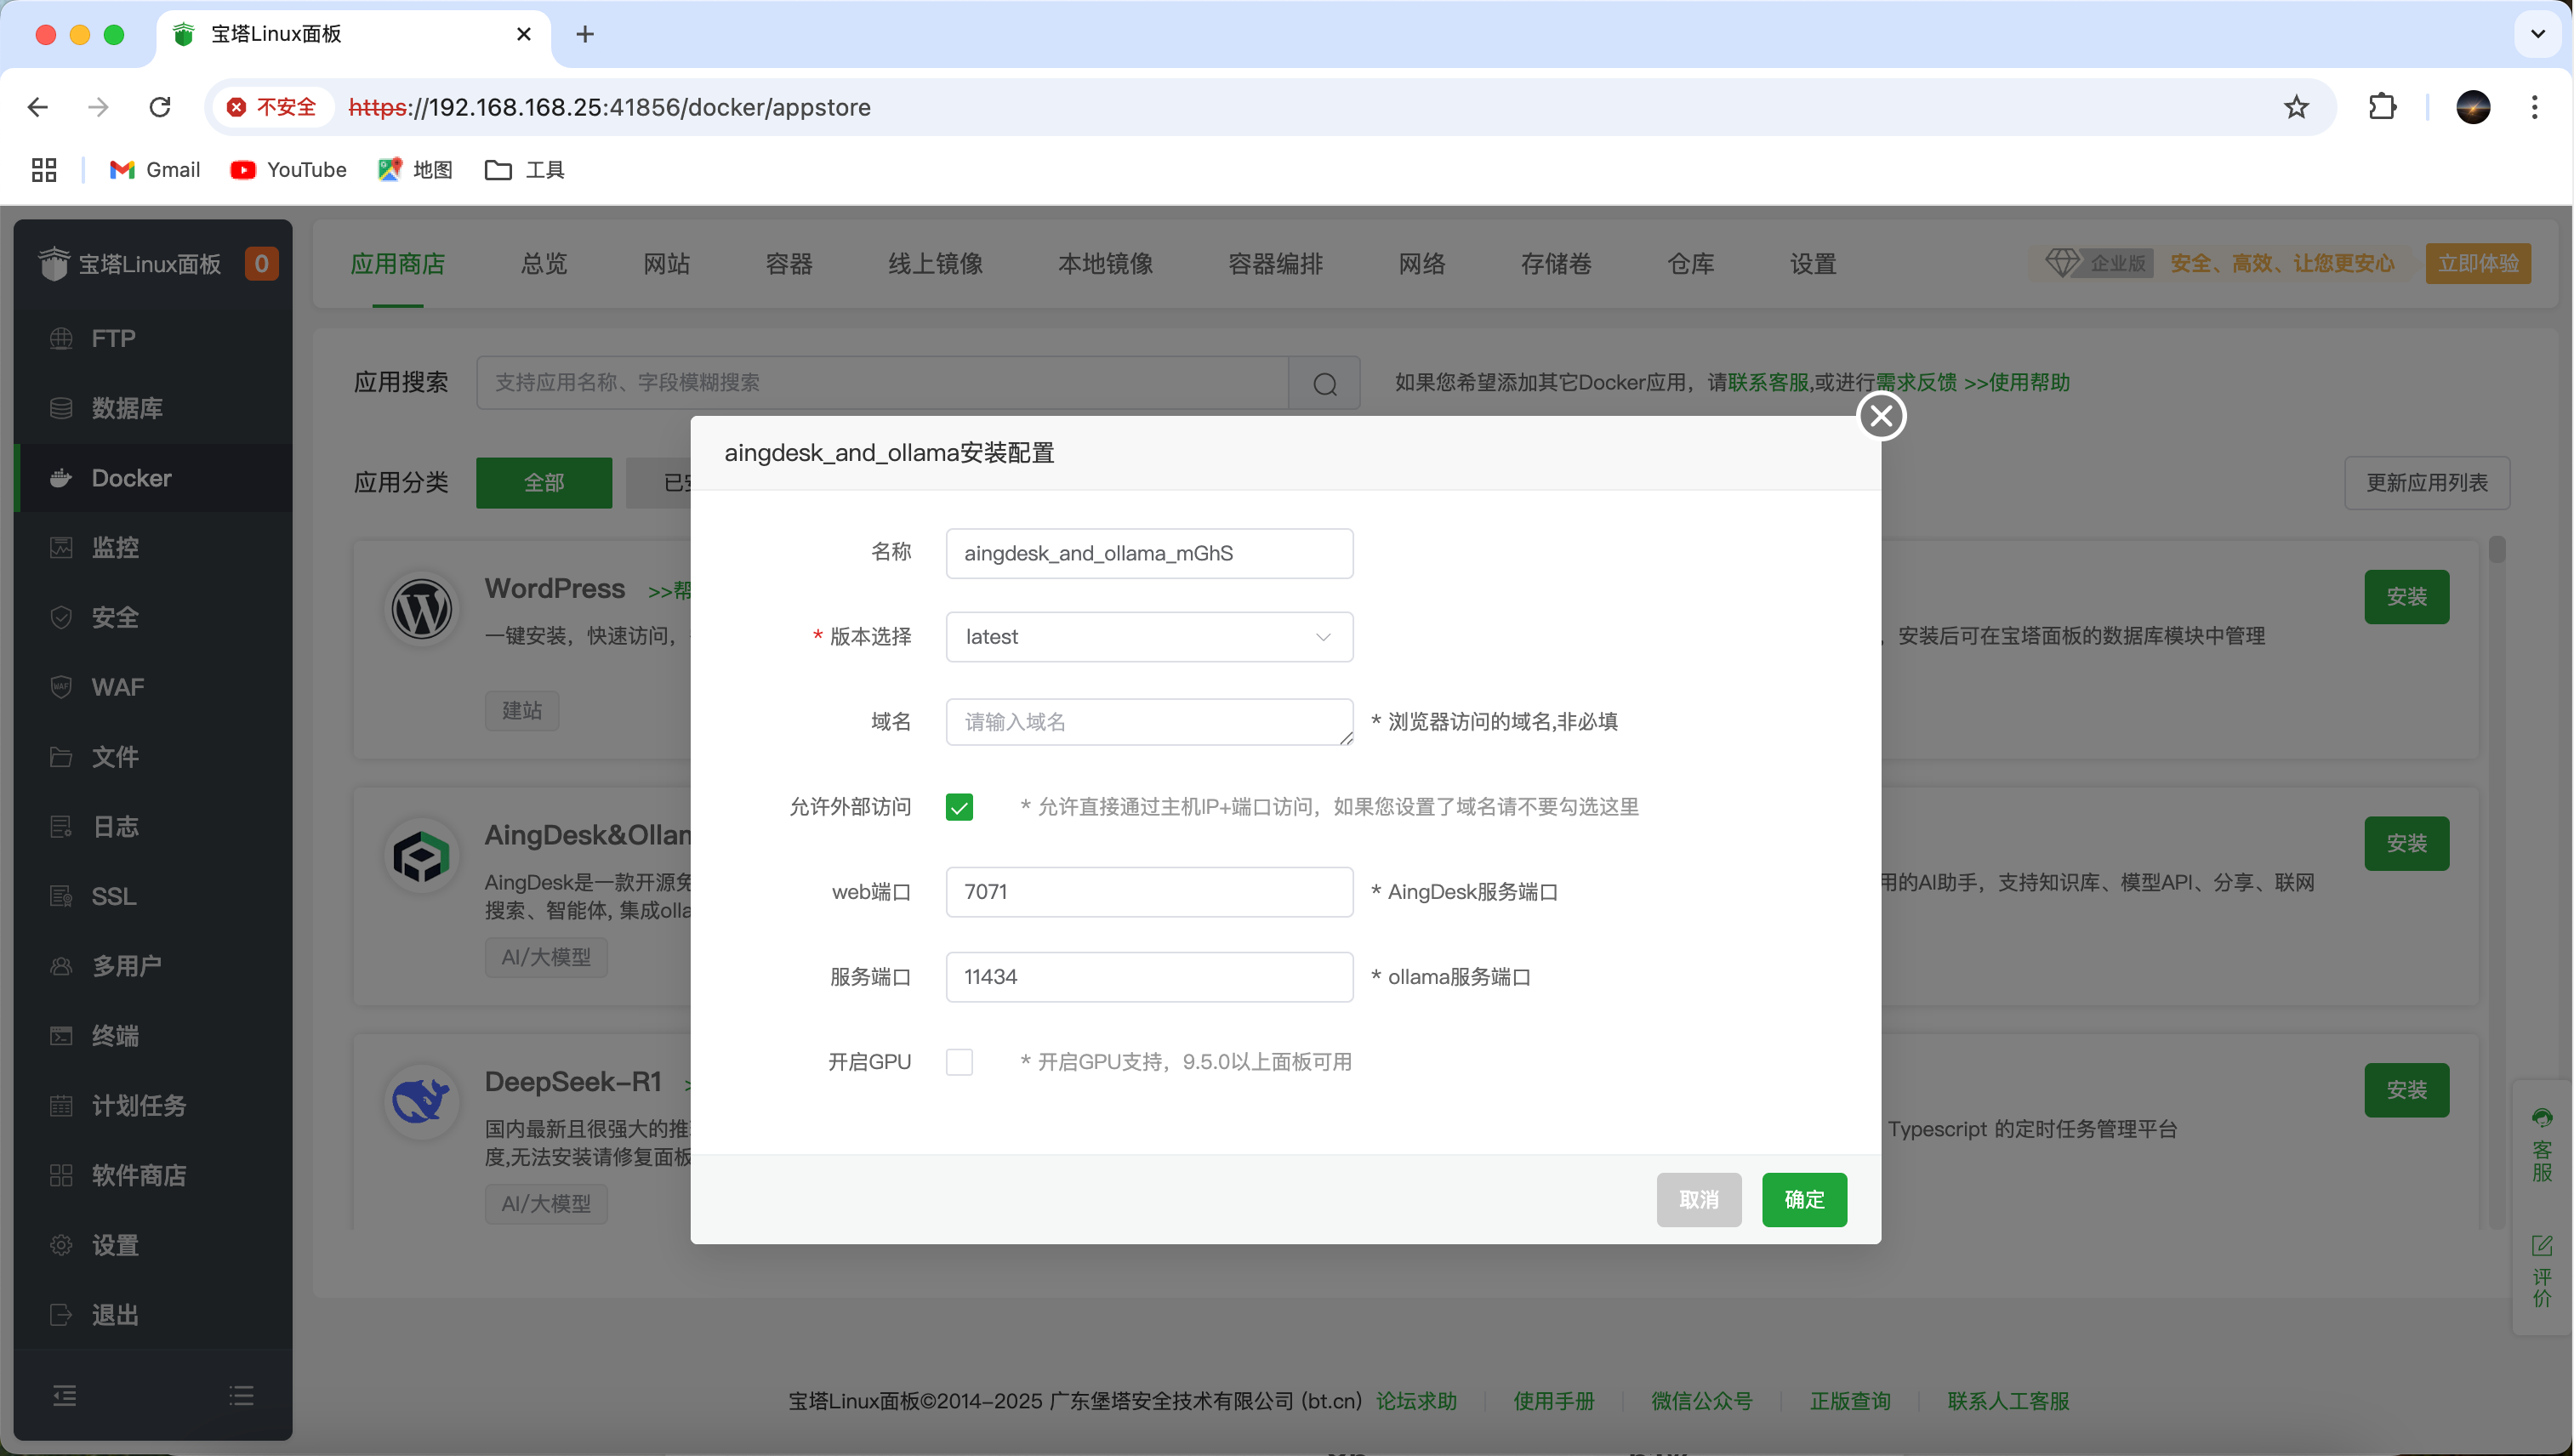 宝塔Linux面板
不安全 https://192.168.168.25:41856/docker/appstore
Gmail YouTube 地图 工具
宝塔Linux面板 0
FTP
数据库
Docker
监控
安全
WAF
文件
日志
SSL
多用户
终端
计划任务
软件商店
设置
退出
应用商店 总览 网站 容器 线上镜像 本地镜像 容器编排 网络 存储卷 仓库 设置 企业版 安全、高效、让您更安心 立即体验
应用搜索 支持应用名称、字段模糊搜索 如果您希望添加其它Docker应用，请联系客服,或进行需求反馈 >>使用帮助
应用分类 全部 更新应用列表
WordPress
一键安装，快速访问，
建站
，安装后可在宝塔面板的数据库模块中管理
安装
AingDesk&Ollam
AingDesk是一款开源免
搜索、智能体, 集成olla
AI/大模型
用的AI助手，支持知识库、模型API、分享、联网
安装
DeepSeek-R1
国内最新且很强大的推
度,无法安装请修复面板
AI/大模型
Typescript 的定时任务管理平台
安装
aingdesk_and_ollama安装配置
名称 aingdesk_and_ollama_mGhS
* 版本选择 latest
域名 请输入域名 * 浏览器访问的域名,非必填
允许外部访问 * 允许直接通过主机IP+端口访问，如果您设置了域名请不要勾选这里
web端口 7071 * AingDesk服务端口
服务端口 11434 * ollama服务端口
开启GPU * 开启GPU支持，9.5.0以上面板可用
取消 确定
客服
评价
宝塔Linux面板©2014-2025 广东堡塔安全技术有限公司 (bt.cn) 论坛求助 使用手册 微信公众号 正版查询 联系人工客服